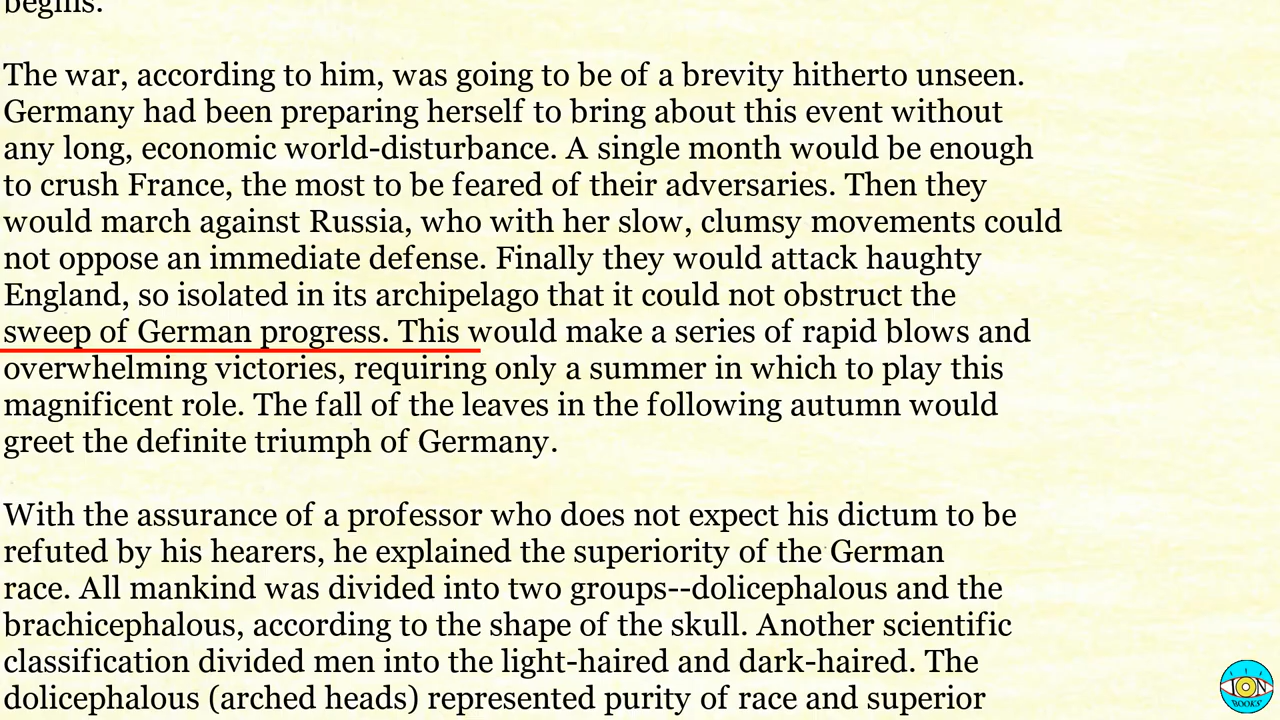 begins.
The war, according to him, was going to be of a brevity hitherto unseen.
Germany had been preparing herself to bring about this event without
any long, economic world-disturbance. A single month would be enough
to crush France, the most to be feared of their adversaries. Then they
would march against Russia, who with her slow, clumsy movements could
not oppose an immediate defense. Finally they would attack haughty
England, so isolated in its archipelago that it could not obstruct the
sweep of German progress. This would make a series of rapid blows and
overwhelming victories, requiring only a summer in which to play this
magnificent role. The fall of the leaves in the following autumn would
greet the definite triumph of Germany.
With the assurance of a professor who does not expect his dictum to be
refuted by his hearers, he explained the superiority of the German
race. All mankind was divided into two groups--dolicephalous and the
brachicephalous, according to the shape of the skull. Another scientific
classification divided men into the light-haired and dark-haired. The
dolicephalous (arched heads) represented purity of race and superior
ION
BOOKS